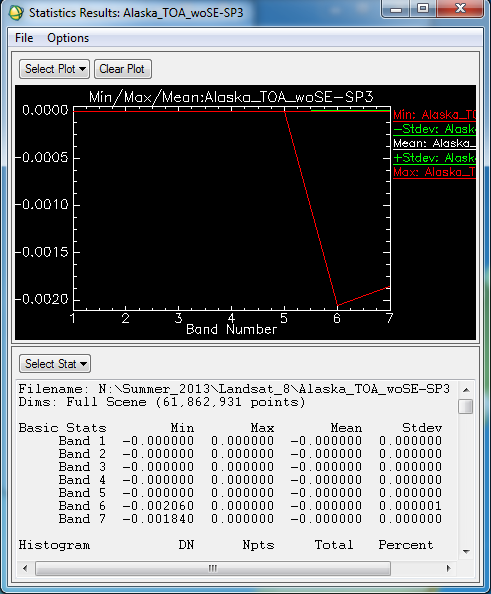 Statistics Results: Alaska_TOA_woSE-SP3
File Options
Select Plot Clear Plot
Min/Max/Mean:Alaska_TOA_woSE-SP3
0.0000
-0.0005
-0.0010
-0.0015
-0.0020
1 2 3 4 5 6 7
Band Number
Min: Alaska_TO
-Stdev: Alask
Mean: Alaska_
+Stdev: Alaska
Max: Alaska_T
Select Stat
Filename: N:\Summer_2013\Landsat_8\Alaska_TOA_woSE-SP3
Dims: Full Scene (61,862,931 points)
Basic Stats Min Max Mean Stdev
Band 1 -0.000000 0.000000 -0.000000 0.000000
Band 2 -0.000000 0.000000 -0.000000 0.000000
Band 3 -0.000000 0.000000 -0.000000 0.000000
Band 4 -0.000000 0.000000 -0.000000 0.000000
Band 5 -0.000000 0.000000 -0.000000 0.000000
Band 6 -0.002060 0.000000 -0.000000 0.000001
Band 7 -0.001840 0.000000 -0.000000 0.000000
Histogram DN Npts Total Percent